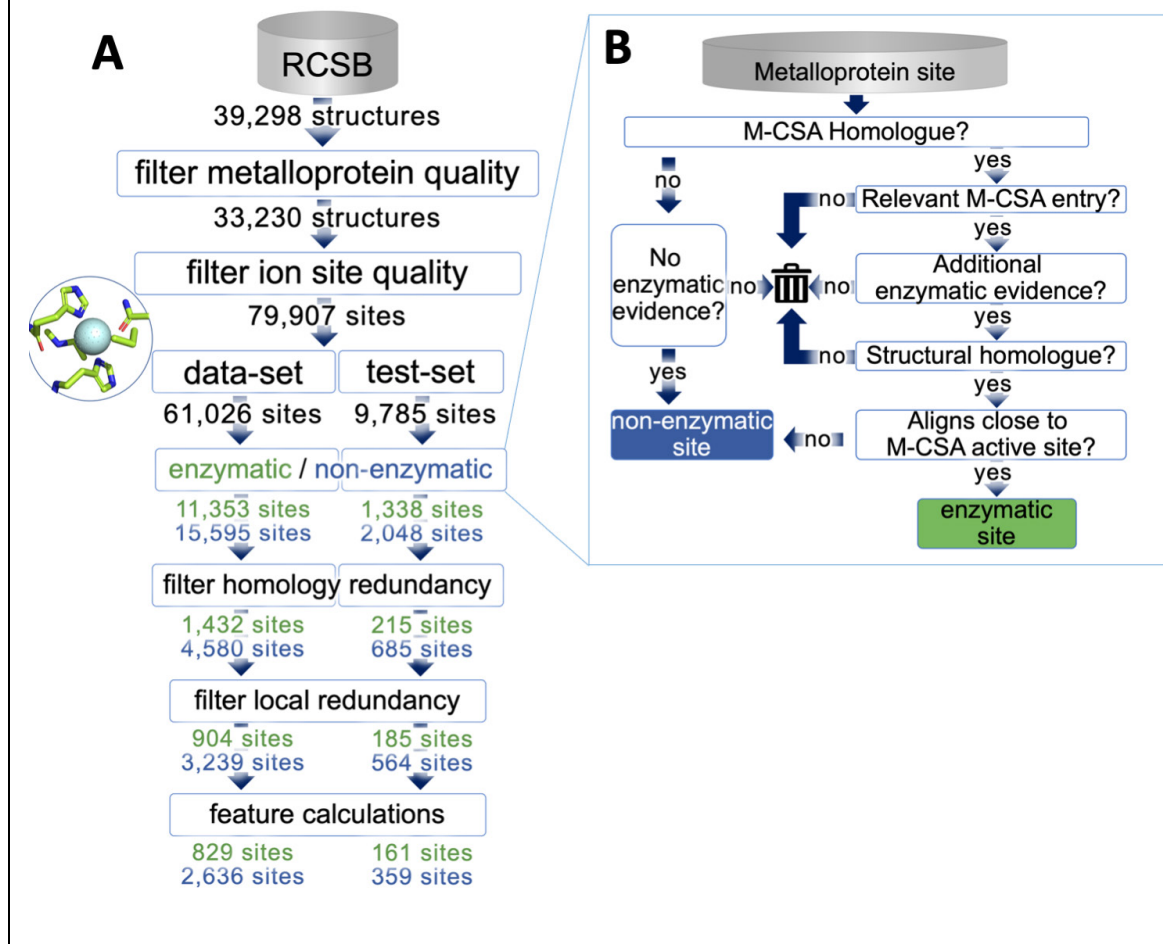 A
RCSB
39,298 structures
filter metalloprotein quality
33,230 structures
filter ion site quality
79,907 sites
data-set
test-set
61,026 sites
9,785 sites
enzymatic / non-enzymatic
11,353 sites
1,338 sites
15,595 sites
2,048 sites
filter homology redundancy
1,432 sites
215 sites
4,580 sites
685 sites
filter local redundancy
904 sites
185 sites
3,239 sites
564 sites
feature calculations
829 sites
161 sites
2,636 sites
359 sites
B
Metalloprotein site
M-CSA Homologue?
no
yes
no
Relevant M-CSA entry?
yes
No
enzymatic
evidence?
no
no
Additional
enzymatic evidence?
yes
no
Structural homologue?
yes
yes
non-enzymatic
site
no
Aligns close to
M-CSA active site?
yes
enzymatic
site